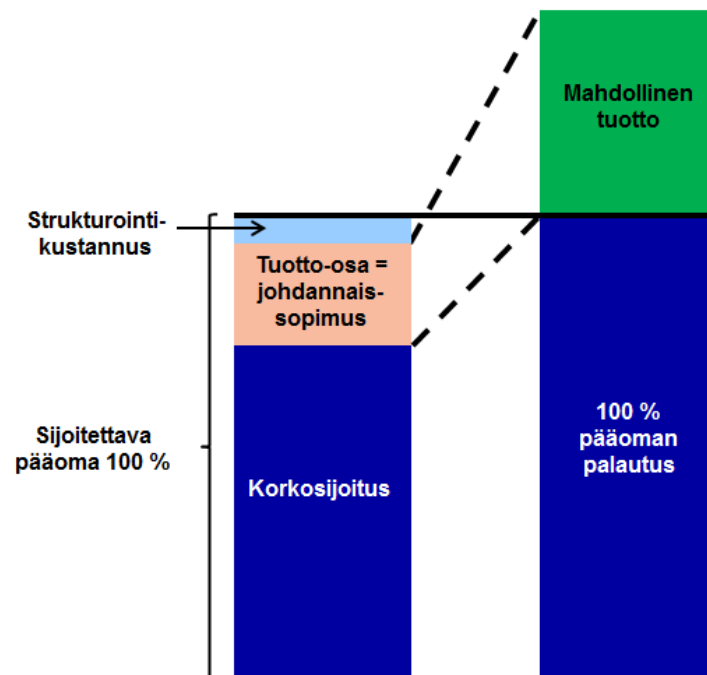 Mahdollinen
tuotto
Strukturointi-
kustannus
Tuotto-osa =
johdannais-
sopimus
Sijoitettava
pääoma 100 %
Korkosijoitus
100 %
pääoman
palautus